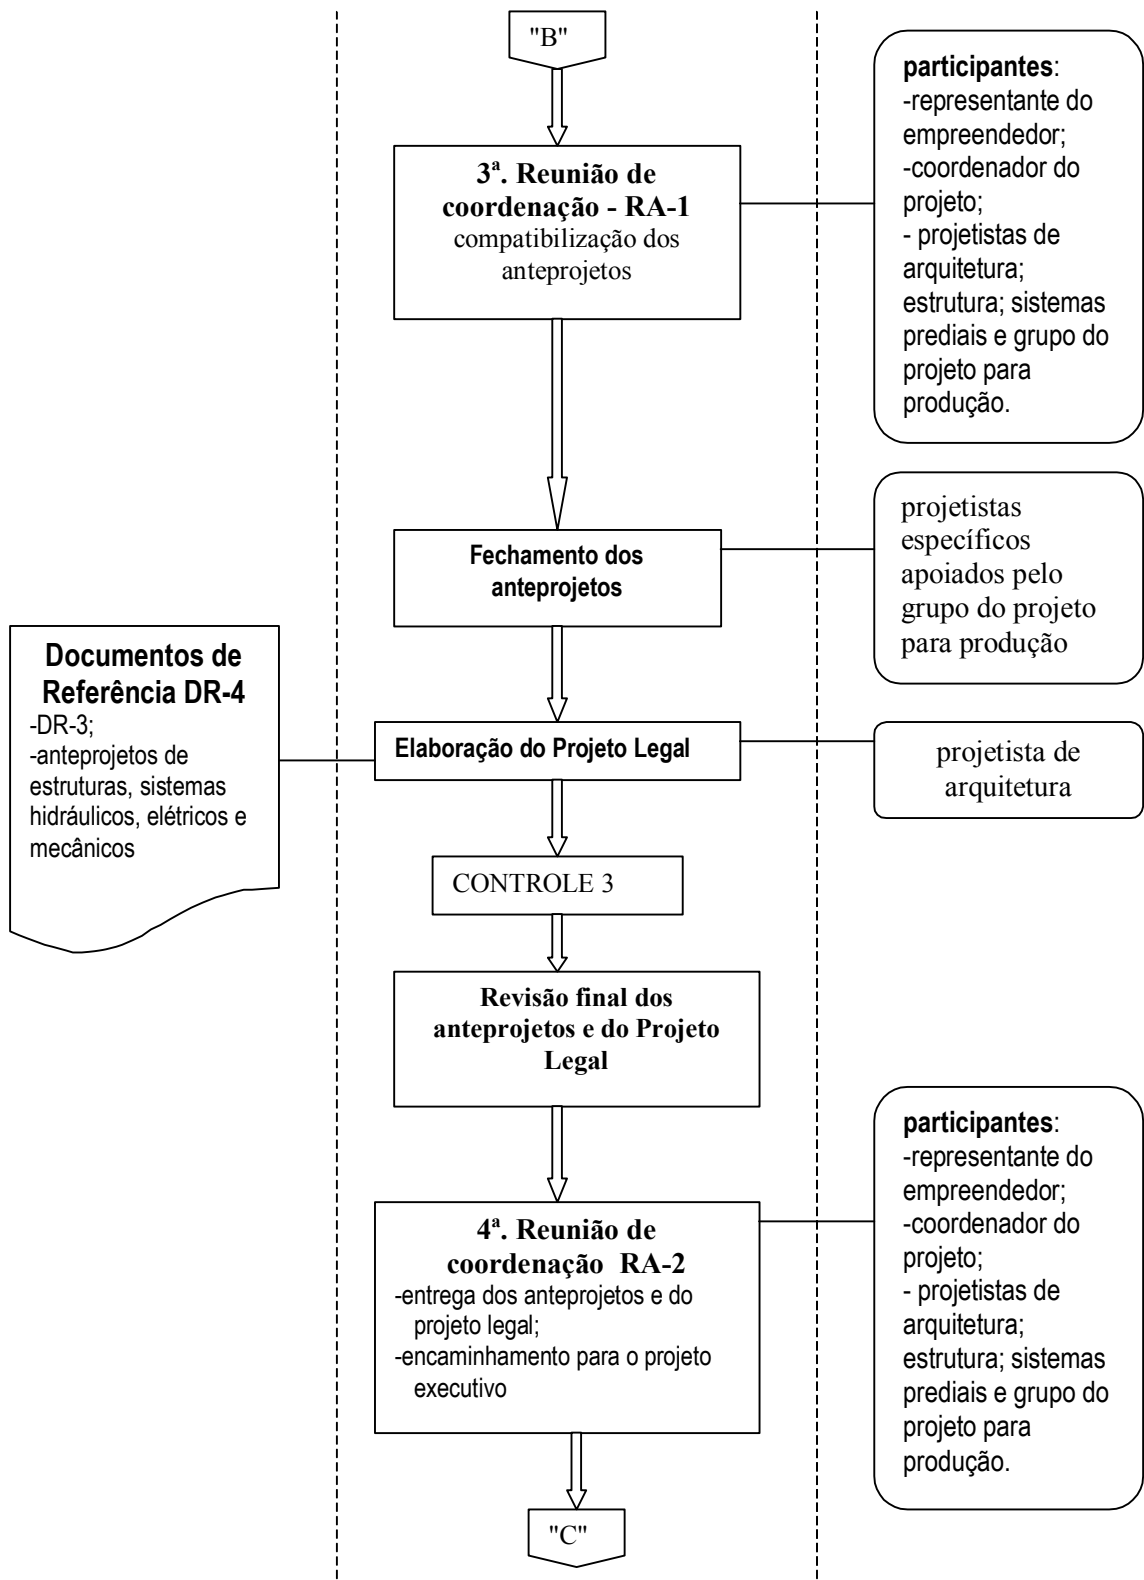 "B"
3ª. Reunião de
coordenação - RA-1
compatibilização dos
anteprojetos
participantes:
-representante do
empreendedor;
-coordenador do
projeto;
- projetistas de
arquitetura;
estrutura; sistemas
prediais e grupo do
projeto para
produção.
Fechamento dos
anteprojetos
projetistas
específicos
apoiados pelo
grupo do projeto
para produção
Documentos de
Referência DR-4
-DR-3;
-anteprojetos de
estruturas, sistemas
hidráulicos, elétricos e
mecânicos
Elaboração do Projeto Legal
projetista de
arquitetura
CONTROLE 3
Revisão final dos
anteprojetos e do Projeto
Legal
4ª. Reunião de
coordenação  RA-2
-entrega dos anteprojetos e do
projeto legal;
-encaminhamento para o projeto
executivo
participantes:
-representante do
empreendedor;
-coordenador do
projeto;
- projetistas de
arquitetura;
estrutura; sistemas
prediais e grupo do
projeto para
produção.
"C"